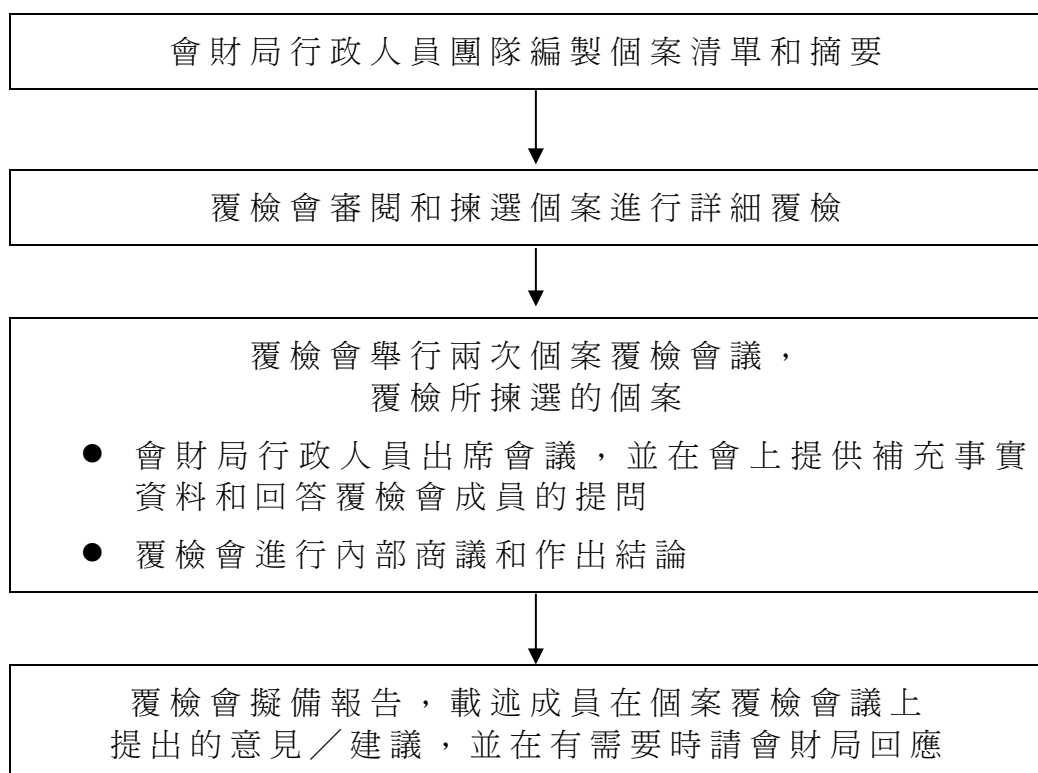 會財局行政人員團隊編製個案清單和摘要
覆檢會審閱和揀選個案進行詳細覆檢
覆檢會舉行兩次個案覆檢會議，
覆檢所揀選的個案
● 會財局行政人員出席會議，並在會上提供補充事實
資料和回答覆檢會成員的提問
● 覆檢會進行內部商議和作出結論
覆檢會擬備報告，載述成員在個案覆檢會議上
提出的意見／建議，並在有需要時請會財局回應